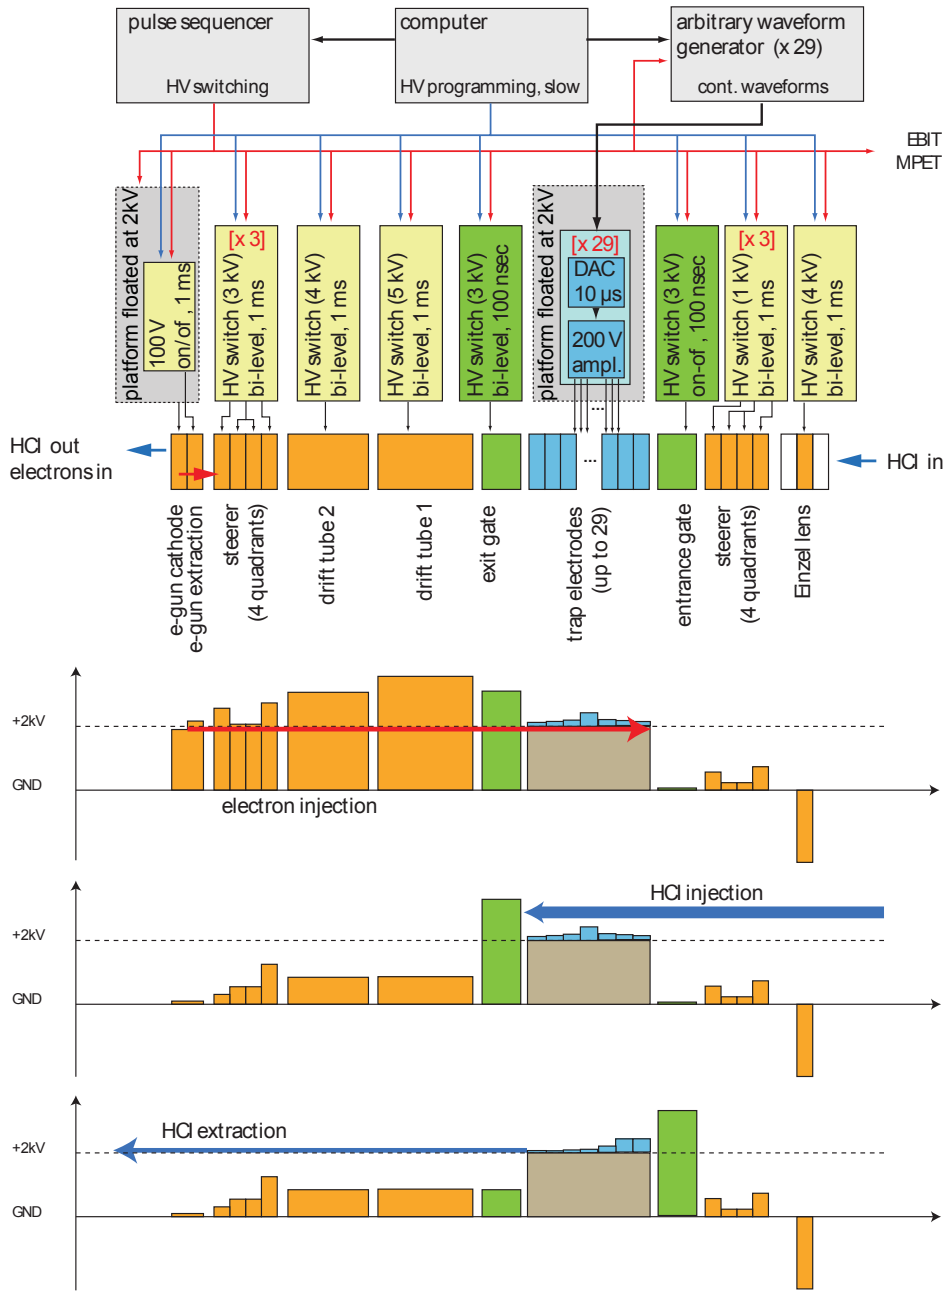 pulse sequencer
HV switching
computer
HV programming, slow
arbitrary waveform
generator (x 29)
cont. waveforms
EBIT
MPET
platform floated at 2kV
100 V
on/of , 1 ms
[x 3]
HV switch (3 kV)
bi-level, 1 ms
HV switch (4 kV)
bi-level, 1 ms
HV switch (5 kV)
bi-level, 1 ms
HV switch (3 kV)
bi-level, 100 nsec
platform floated at 2kV
[x 29]
DAC
10 µs
200 V
ampl.
...
HV switch (3 kV)
on-of , 100 nsec
[x 3]
HV switch (1 kV)
bi-level, 1 ms
HV switch (4 kV)
bi-level, 1 ms
HCI out
electrons in
...
HCI in
e-gun cathode
e-gun extraction
steerer
(4 quadrants)
drift tube 2
drift tube 1
exit gate
trap electrodes
(up to 29)
entrance gate
steerer
(4 quadrants)
Einzel lens
+2kV
GND
electron injection
HCI injection
+2kV
GND
HCI extraction
+2kV
GND